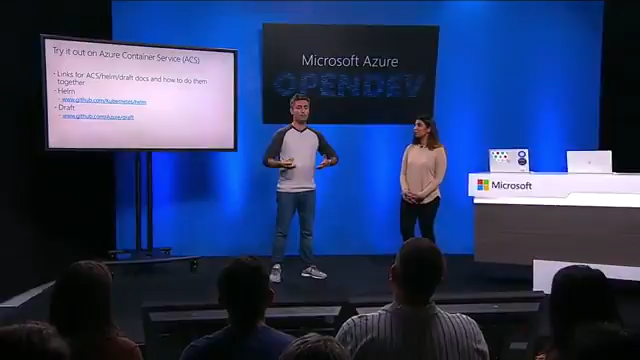 Try it out on Azure Container Service (ACS)
• Links for ACS/helm/draft docs and how to do them
together
• Helm
• www.github.com/Kubernetes/helm
• Draft
• www.github.com/Azure/draft
Microsoft Azure
OPENDEV
Microsoft